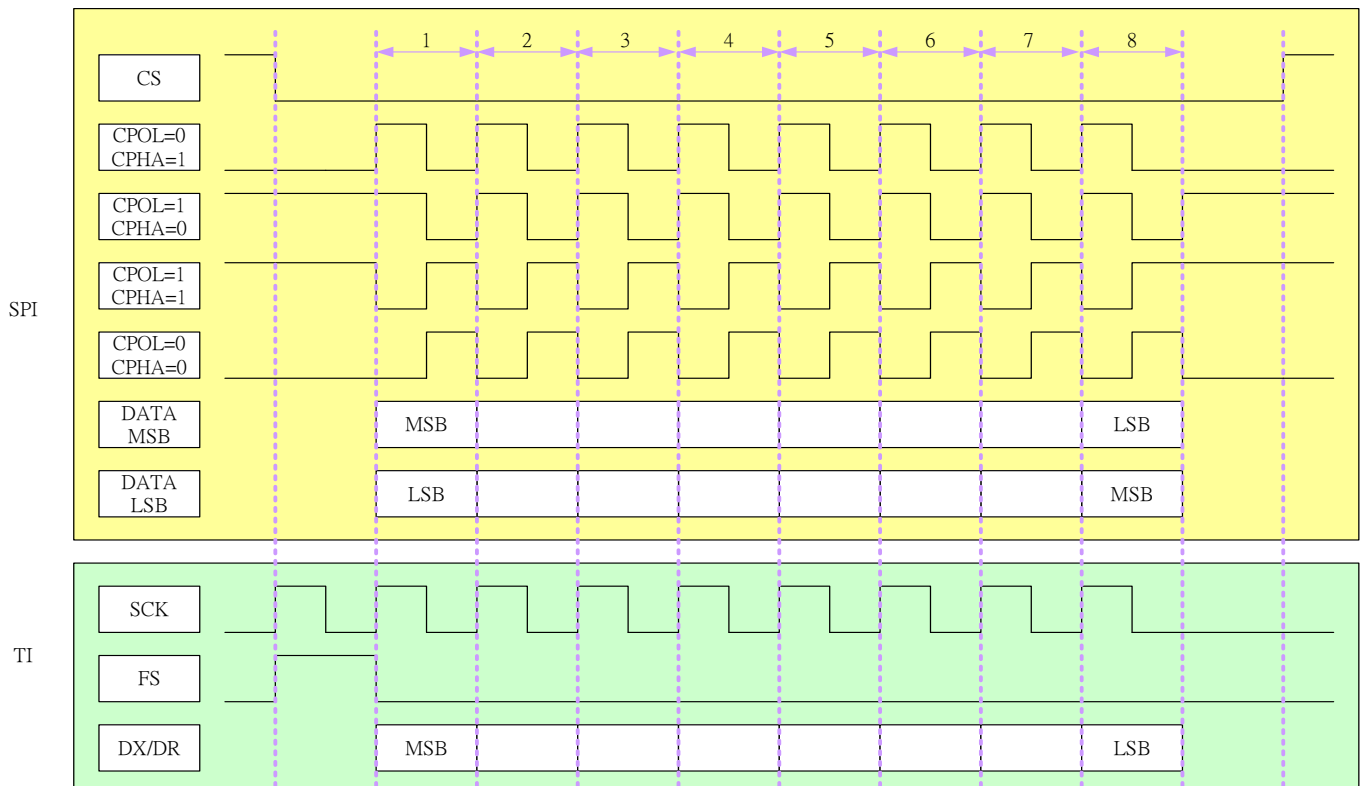 1 2 3 4 5 6 7 8
CS
CPOL=0
CPHA=1
CPOL=1
CPHA=0
CPOL=1
CPHA=1
SPI
CPOL=0
CPHA=0
DATA
MSB
MSB LSB
DATA
LSB
LSB MSB
SCK
TI
FS
DX/DR MSB LSB